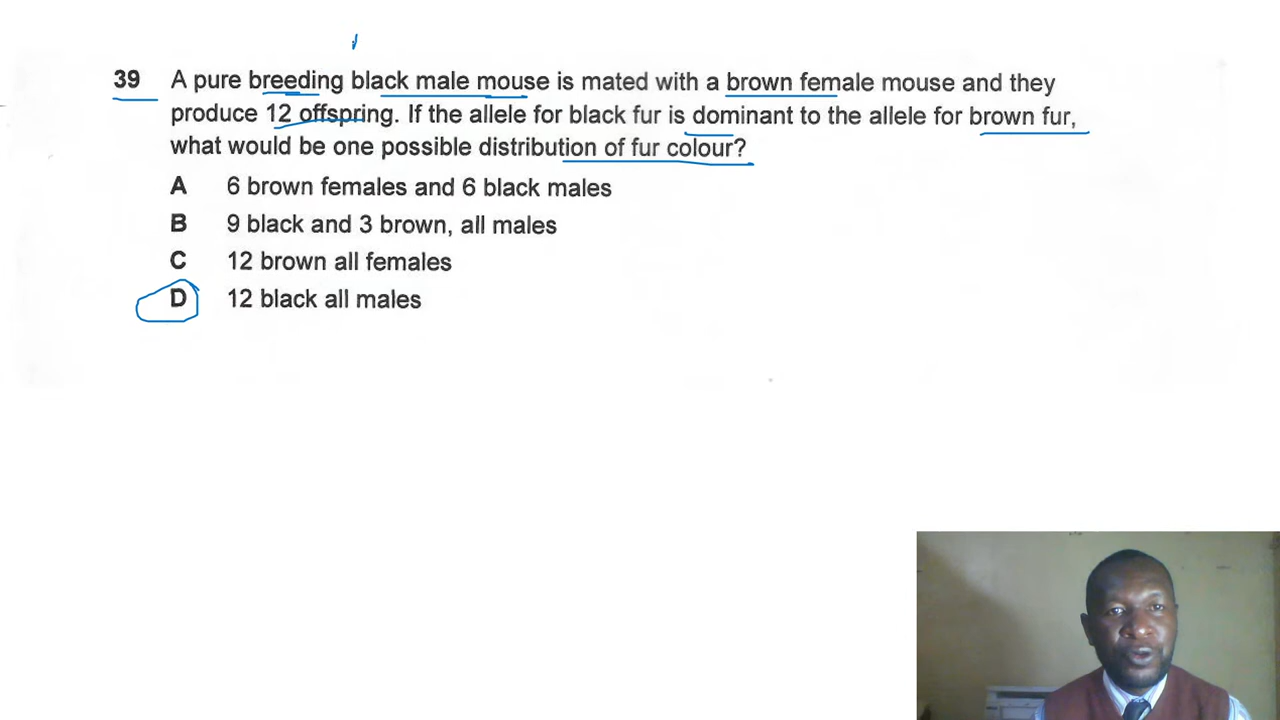 39 A pure breeding black male mouse is mated with a brown female mouse and they
produce 12 offspring. If the allele for black fur is dominant to the allele for brown fur,
what would be one possible distribution of fur colour?
A 6 brown females and 6 black males
B 9 black and 3 brown, all males
C 12 brown all females
D 12 black all males